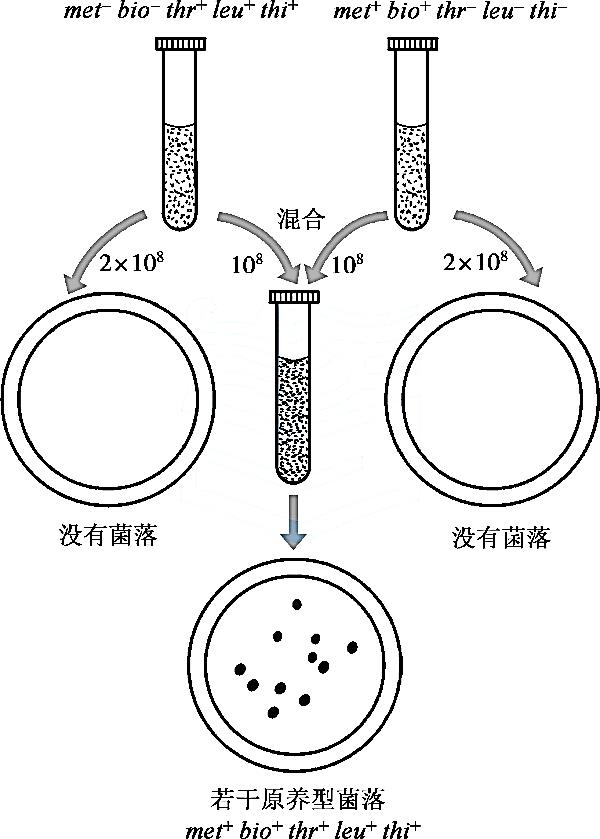 met⁻ bio⁻ thr⁺ leu⁺ thi⁺
met⁺ bio⁺ thr⁻ leu⁻ thi⁻
混合
2×10⁸
10⁸
10⁸
2×10⁸
没有菌落
没有菌落
若干原养型菌落
met⁺ bio⁺ thr⁺ leu⁺ thi⁺